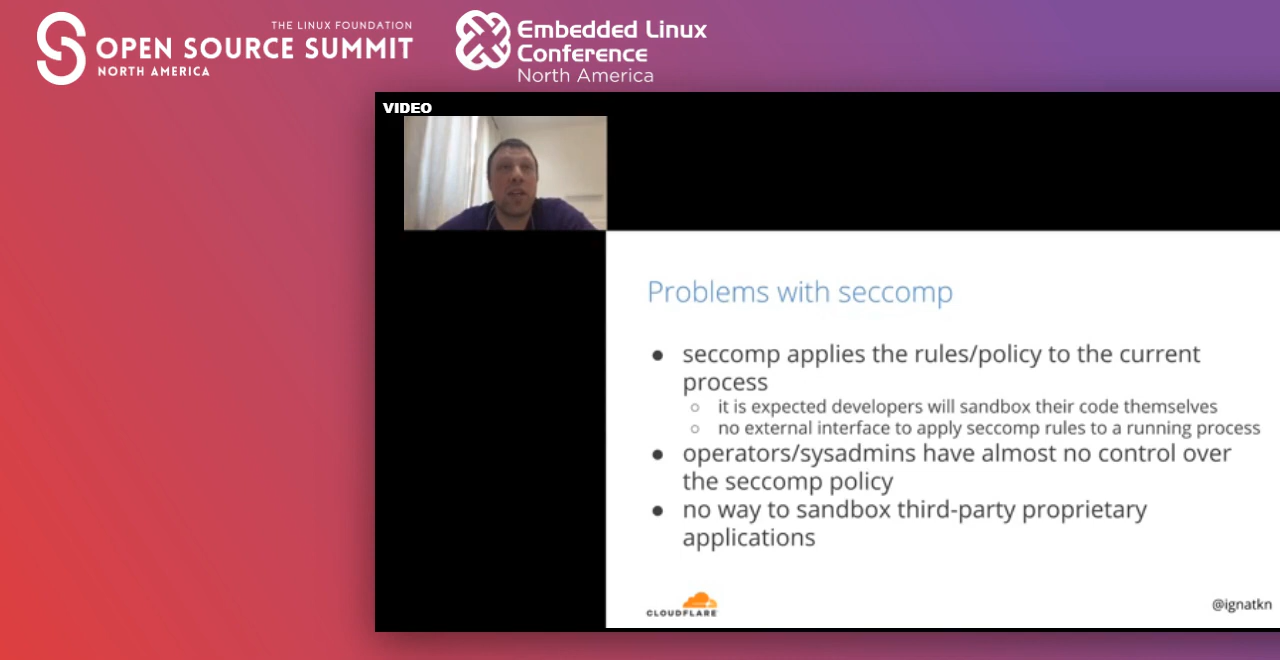 THE LINUX FOUNDATION
OPEN SOURCE SUMMIT
NORTH AMERICA
Embedded Linux
Conference
North America
VIDEO
Problems with seccomp
● seccomp applies the rules/policy to the current
process
○ it is expected developers will sandbox their code themselves
○ no external interface to apply seccomp rules to a running process
● operators/sysadmins have almost no control over
the seccomp policy
● no way to sandbox third-party proprietary
applications
CLOUDFLARE
@ignatkn